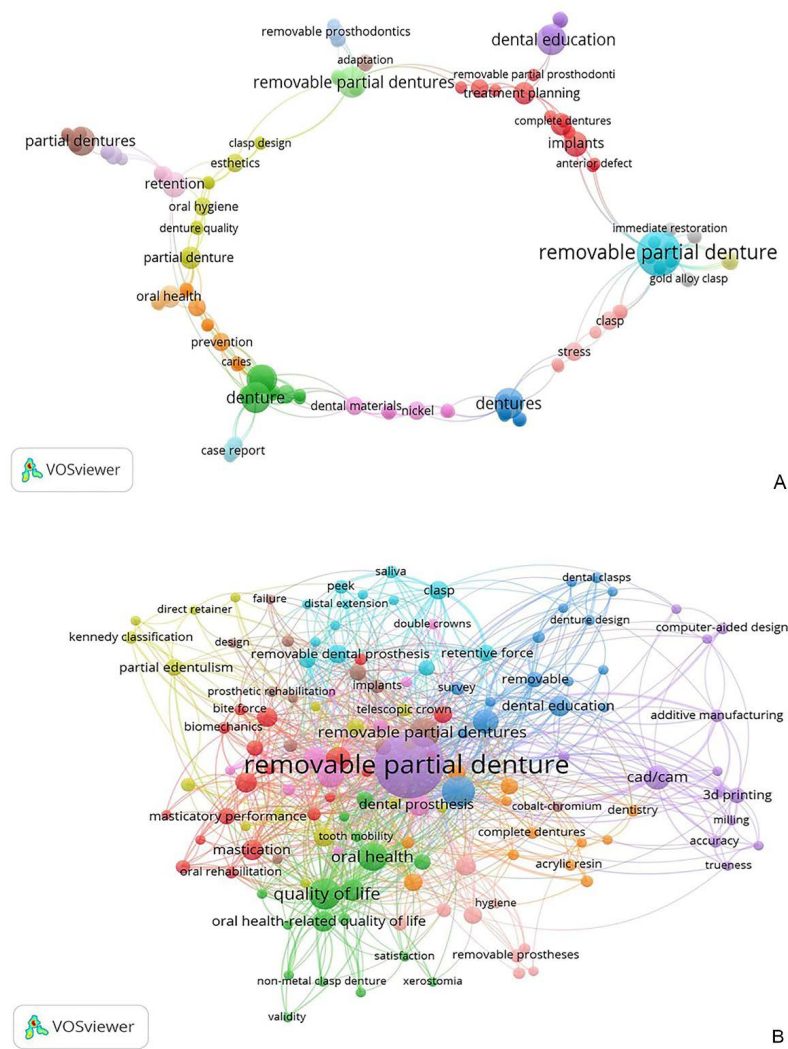 removable prosthodontics
dental education
adaptation
removable partial dentures
removable partial prosthodonti
treatment planning
complete dentures
partial dentures
clasp design
implants
esthetics
anterior defect
retention
oral hygiene
denture quality
immediate restoration
removable partial denture
partial denture
gold alloy clasp
oral health
clasp
prevention
stress
caries
denture
dental materials
nickel
dentures
case report
VOSviewer
A
saliva
peek
clasp
dental clasps
distal extension
failure
direct retainer
double crowns
denture design
computer-aided design
kennedy classification
design
removable dental prosthesis
retentive force
partial edentulism
implants
survey
removable
prosthetic rehabilitation
bite force
telescopic crown
dental education
additive manufacturing
biomechanics
removable partial dentures
removable partial denture
cad/cam
3d printing
dental prosthesis
cobalt-chromium
dentistry
masticatory performance
milling
tooth mobility
complete dentures
accuracy
mastication
oral health
acrylic resin
trueness
oral rehabilitation
quality of life
hygiene
oral health-related quality of life
satisfaction
removable prostheses
non-metal clasp denture
xerostomia
validity
VOSviewer
B